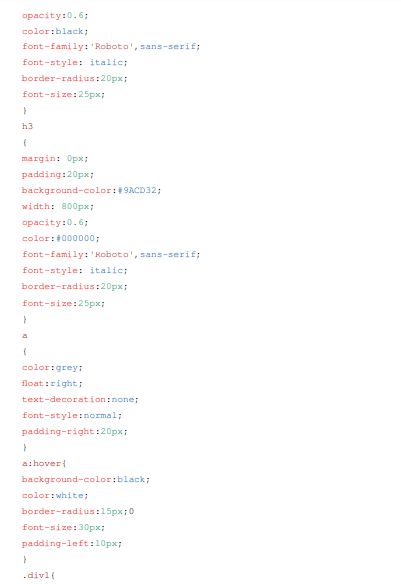 opacity:0.6;
color:black;
font-family:'Roboto',sans-serif;
font-style: italic;
border-radius:20px;
font-size:25px;
}
h3
{
margin: 0px;
padding:20px;
background-color:#9ACD32;
width: 800px;
opacity:0.6;
color:#000000;
font-family:'Roboto',sans-serif;
font-style: italic;
border-radius:20px;
font-size:25px;
}
a
{
color:grey;
float:right;
text-decoration:none;
font-style:normal;
padding-right:20px;
}
a:hover{
background-color:black;
color:white;
border-radius:15px;0
font-size:30px;
padding-left:10px;
}
.div1{